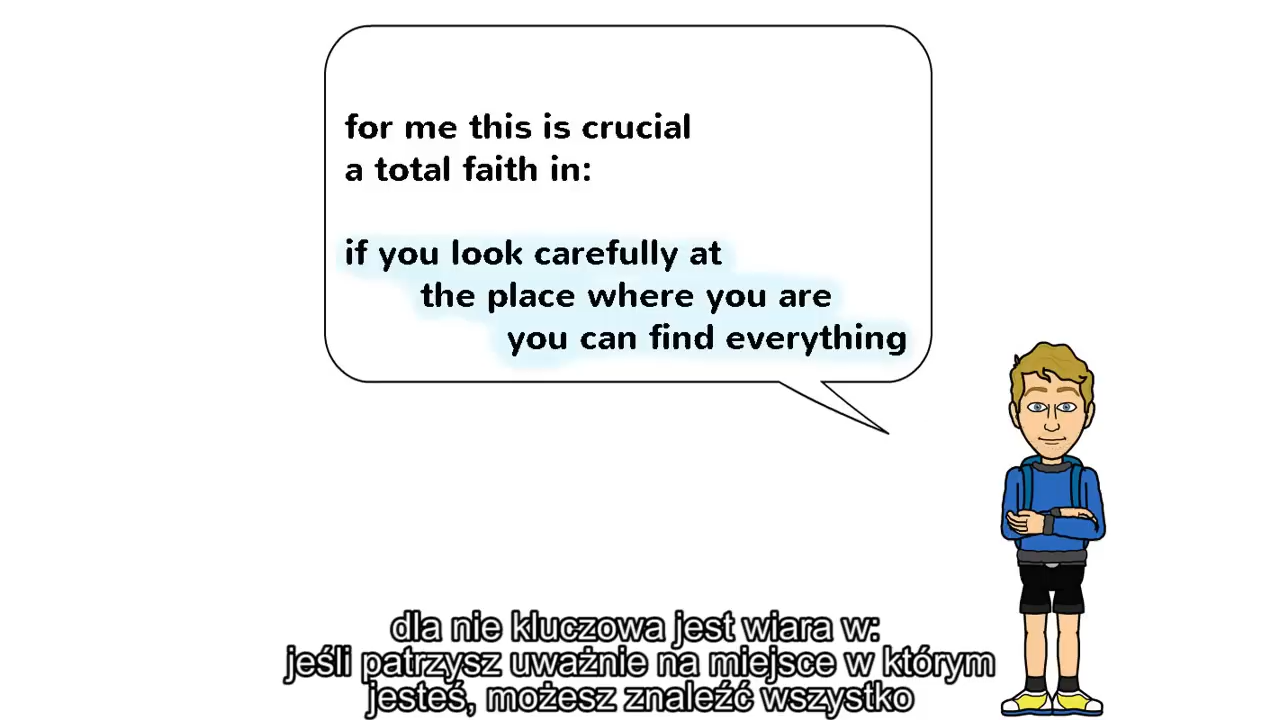 for me this is crucial
a total faith in:
if you look carefully at
the place where you are
you can find everything
dla nie kluczowa jest wiara w:
jeśli patrzysz uważnie na miejsce w którym
jesteś, możesz znaleźć wszystko